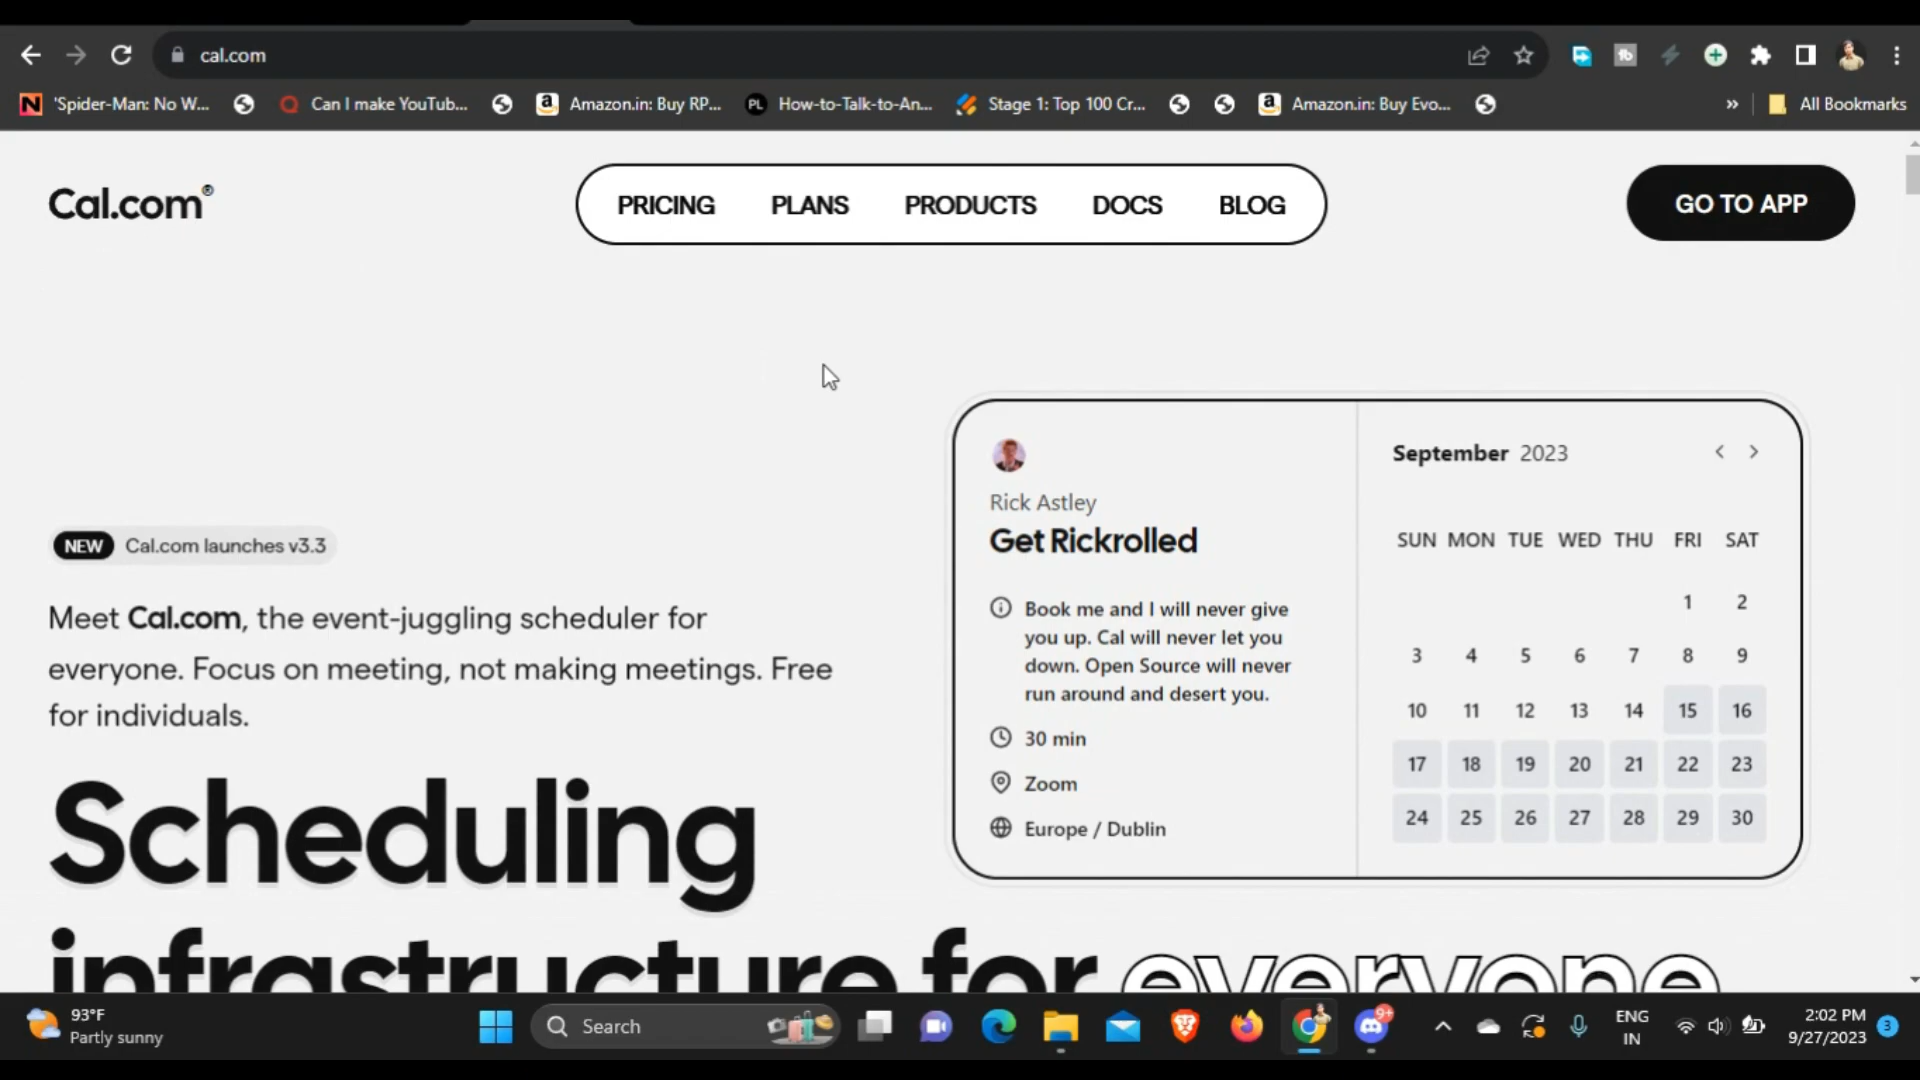 cal.com
'Spider-Man: No W...
Can I make YouTub...
Amazon.in: Buy RP...
PL
How-to-Talk-to-An...
Stage 1: Top 100 Cr...
Amazon.in: Buy Evo...
»
All Bookmarks
Cal.com®
PRICING
PLANS
PRODUCTS
DOCS
BLOG
GO TO APP
NEW Cal.com launches v3.3
Meet Cal.com, the event-juggling scheduler for
everyone. Focus on meeting, not making meetings. Free
for individuals.
Scheduling
infrastructure for everyone
Rick Astley
Get Rickrolled
Book me and I will never give
you up. Cal will never let you
down. Open Source will never
run around and desert you.
30 min
Zoom
Europe / Dublin
September 2023
SUN MON TUE WED THU FRI SAT
1 2
3 4 5 6 7 8 9
10 11 12 13 14 15 16
17 18 19 20 21 22 23
24 25 26 27 28 29 30
93°F
Partly sunny
Search
9+
ENG
IN
2:02 PM
9/27/2023
3